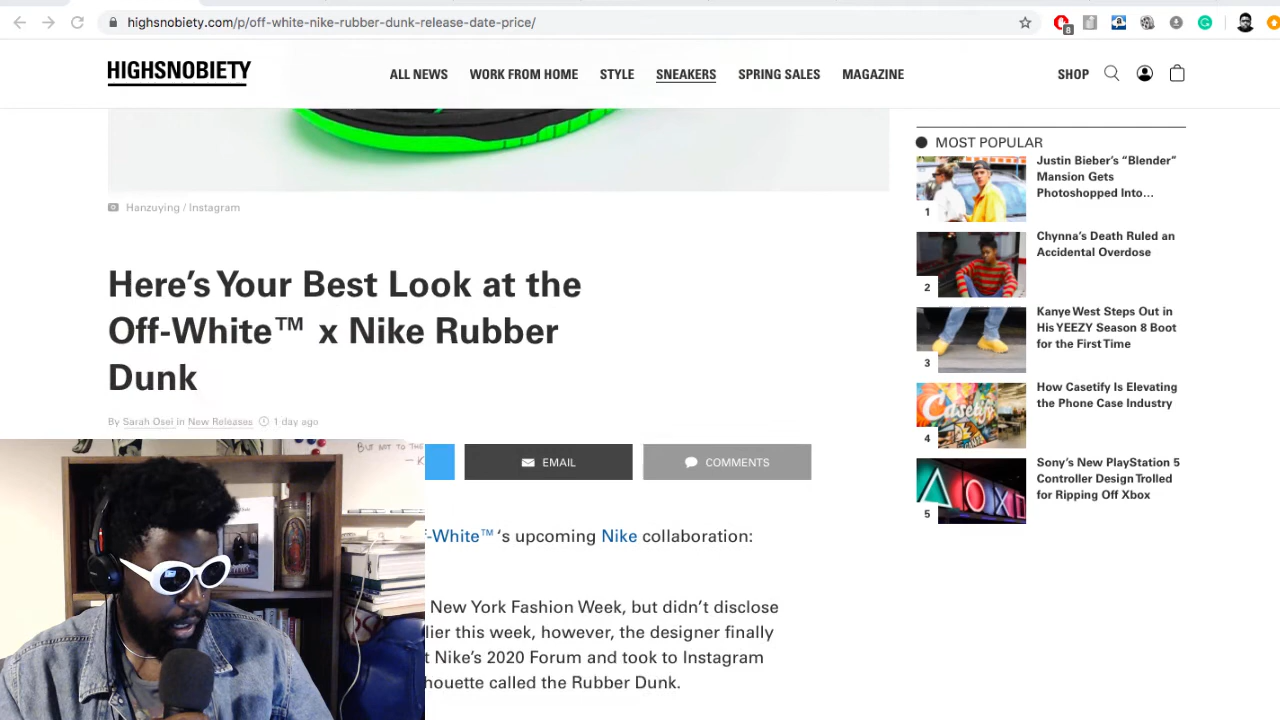 highsnobiety.com/p/off-white-nike-rubber-dunk-release-date-price/
8
HIGHSNOBIETY
ALL NEWS
WORK FROM HOME
STYLE
SNEAKERS
SPRING SALES
MAGAZINE
SHOP
Hanzuying / Instagram
Here's Your Best Look at the
Off-White™ x Nike Rubber
Dunk
By Sarah Osei in New Releases 1 day ago
EMAIL
COMMENTS
f-White™ 's upcoming Nike collaboration:
New York Fashion Week, but didn't disclose
lier this week, however, the designer finally
t Nike's 2020 Forum and took to Instagram
houette called the Rubber Dunk.
BUT NOT TO THE
MOST POPULAR
Justin Bieber's "Blender"
Mansion Gets
Photoshopped Into…
1
Chynna's Death Ruled an
Accidental Overdose
2
Kanye West Steps Out in
His YEEZY Season 8 Boot
for the First Time
3
How Casetify Is Elevating
the Phone Case Industry
Casetify
4
Sony's New PlayStation 5
Controller Design Trolled
for Ripping Off Xbox
5